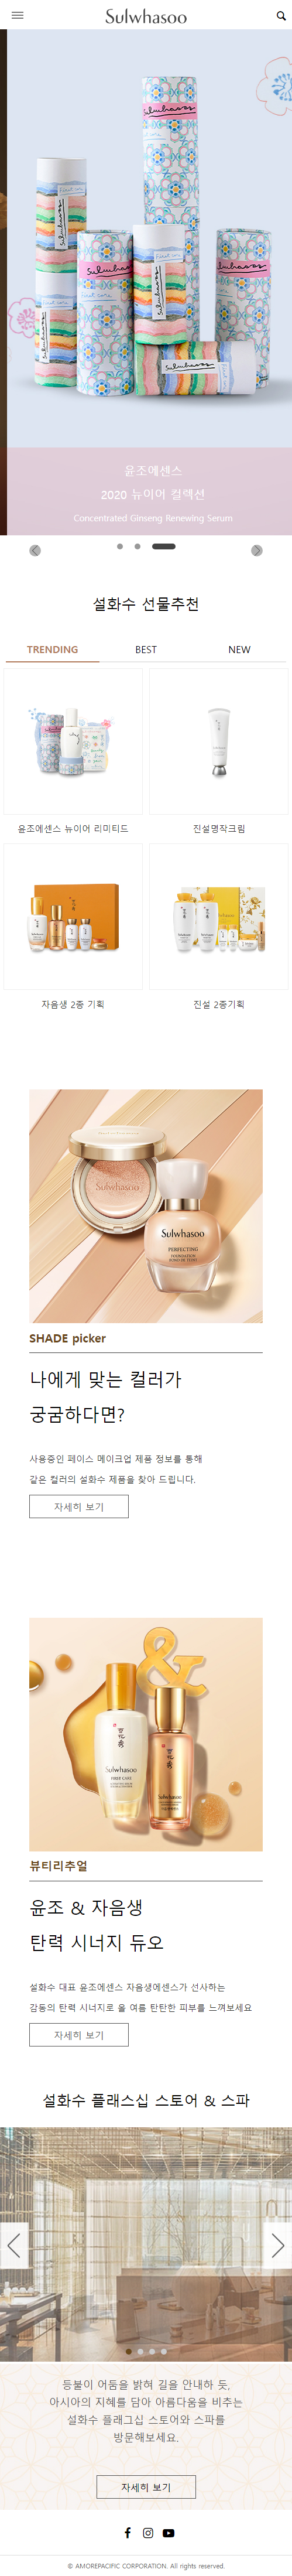 Sulwhasoo
윤조에센스
2020 뉴이어 컬렉션
Concentrated Ginseng Renewing Serum
설화수 선물추천
TRENDING BEST NEW
윤조에센스 뉴이어 리미티드
진설명작크림
자음생 2종 기획
진설 2종기획
Sulwhasoo
Sulwhasoo
PERFECTING
FOUNDATION
SHADE picker
나에게 맞는 컬러가
궁금하다면?
사용중인 페이스 메이크업 제품 정보를 통해
같은 컬러의 설화수 제품을 찾아 드립니다.
자세히 보기
&
Sulwhasoo
FIRST CARE
Sulwhasoo
뷰티리추얼
윤조 & 자음생
탄력 시너지 듀오
설화수 대표 윤조에센스 자음생에센스가 선사하는
감동의 탄력 시너지로 올 여름 탄탄한 피부를 느껴보세요
자세히 보기
설화수 플래스십 스토어 & 스파
등불이 어둠을 밝혀 길을 안내하 듯,
아시아의 지혜를 담아 아름다움을 비추는
설화수 플래그십 스토어와 스파를
방문해보세요.
자세히 보기
© AMOREPACIFIC CORPORATION. All rights reserved.